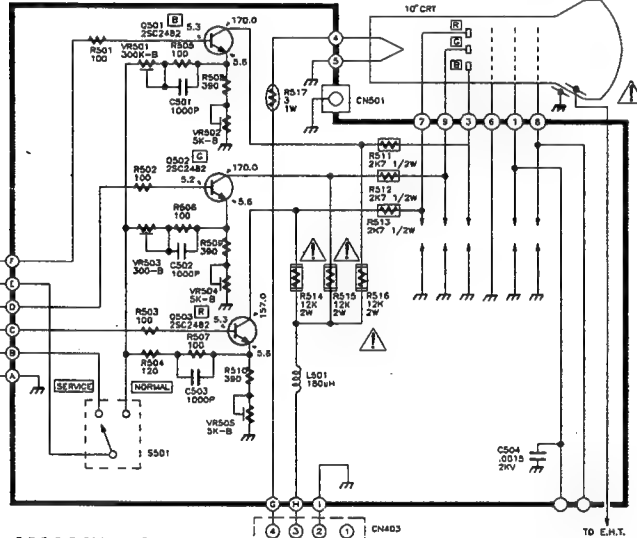 10" CRT
B
170.0
Q501
2SC2482
5.3
5.6
R501
100
VR501
300K-B
R505
100
C501
1000P
390
VR502
5K-B
4
5
R517
3
1W
CN501
R
G
B
7
9
3
6
1
8
R511
2K7 1/2W
R512
2K7 1/2W
R513
2K7 1/2W
G
170.0
Q502
2SC2482
5.2
5.6
R502
100
R506
100
VR503
300-B
C502
1000P
R509
390
VR504
5K-B
R514
12K
2W
R515
12K
2W
R516
12K
2W
R
157.0
Q503
2SC2482
5.3
5.6
R503
100
R507
100
R504
120
C503
1000P
R510
390
VR505
5K-B
F
E
D
C
B
A
SERVICE
NORMAL
S501
L501
180uH
C504
.0015
2KV
G
H
I
4
3
2
1
CN403
TO E.H.T.